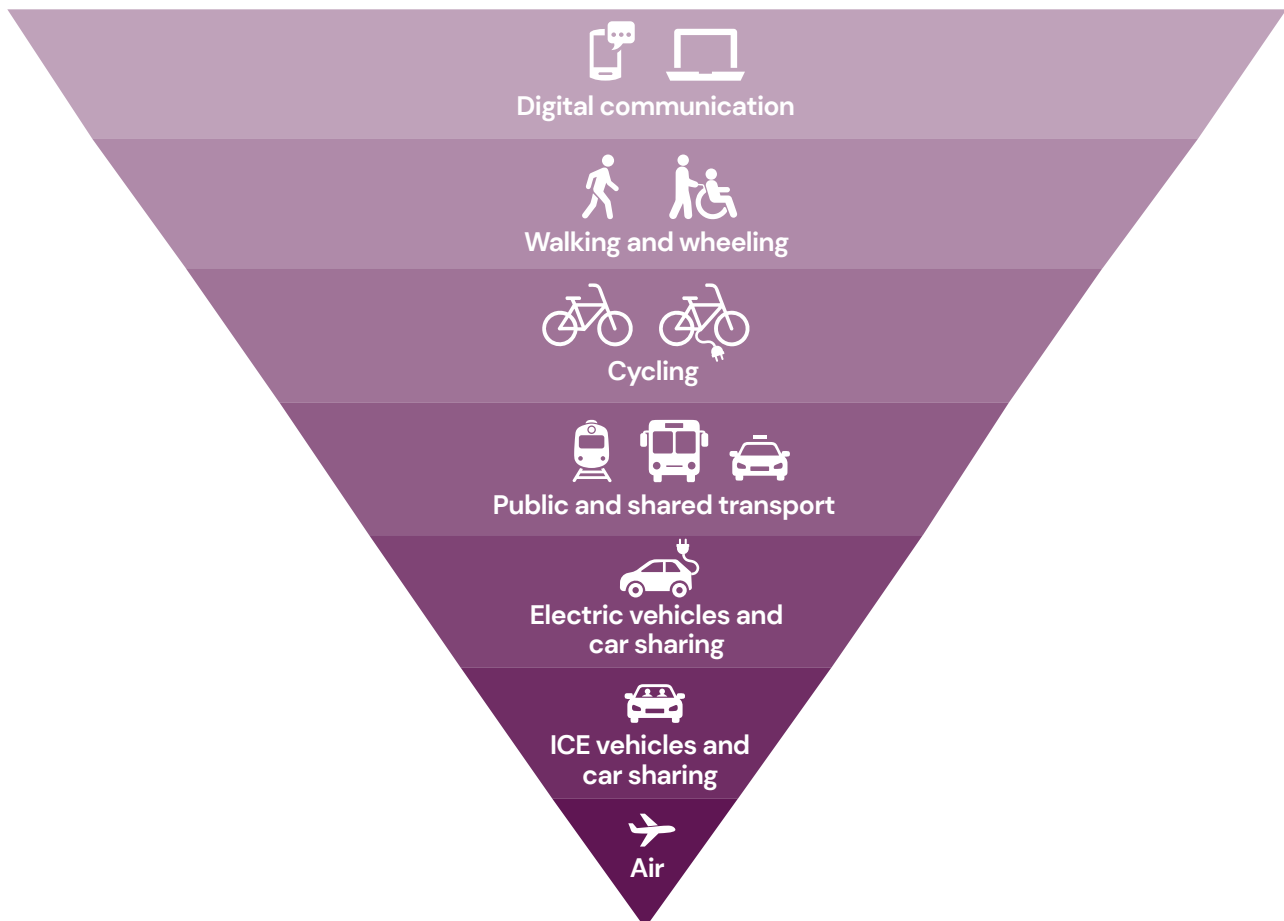 Digital communication
Walking and wheeling
Cycling
Public and shared transport
Electric vehicles and
car sharing
ICE vehicles and
car sharing
Air